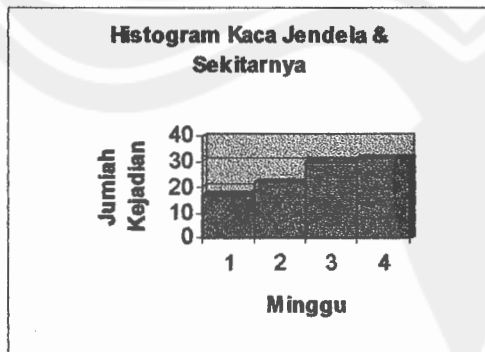 Histogram Kaca Jendela &
Sekitarnya
Jumlah
Kejadian
40
30
20
10
0
1 2 3 4
Minggu